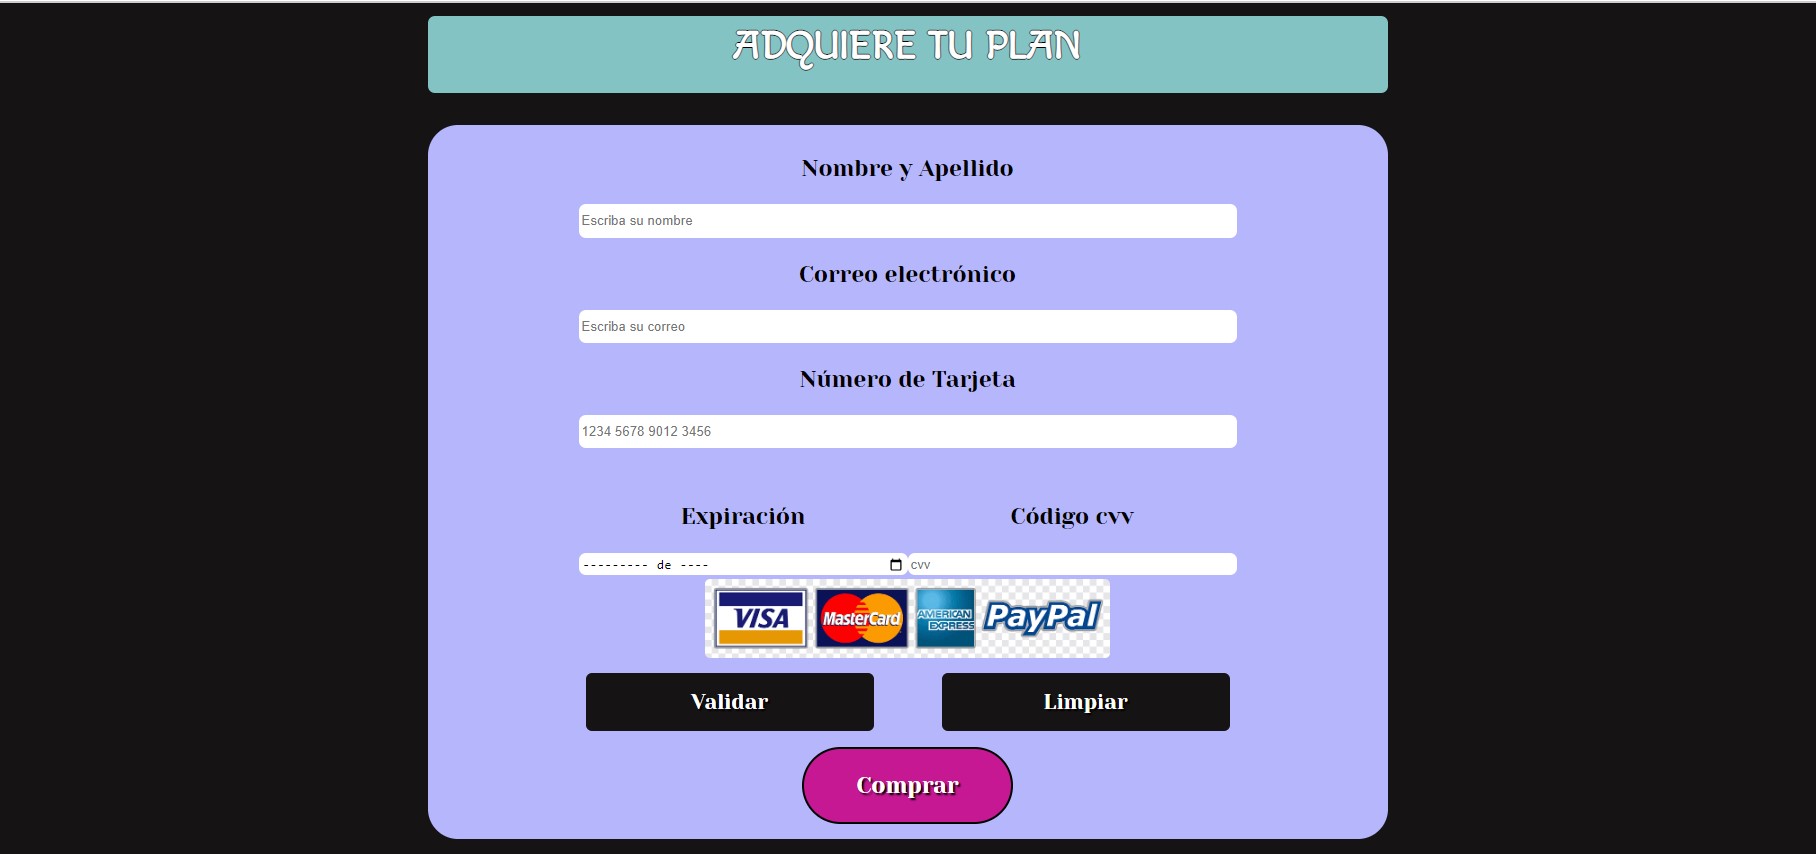 ADQUIERE TU PLAN
Nombre y Apellido
Escriba su nombre
Correo electrónico
Escriba su correo
Número de Tarjeta
1234 5678 9012 3456
Expiración Código cvv
--------- de ---- cvv
VISA MasterCard AMERICAN EXPRESS PayPal
Validar Limpiar
Comprar